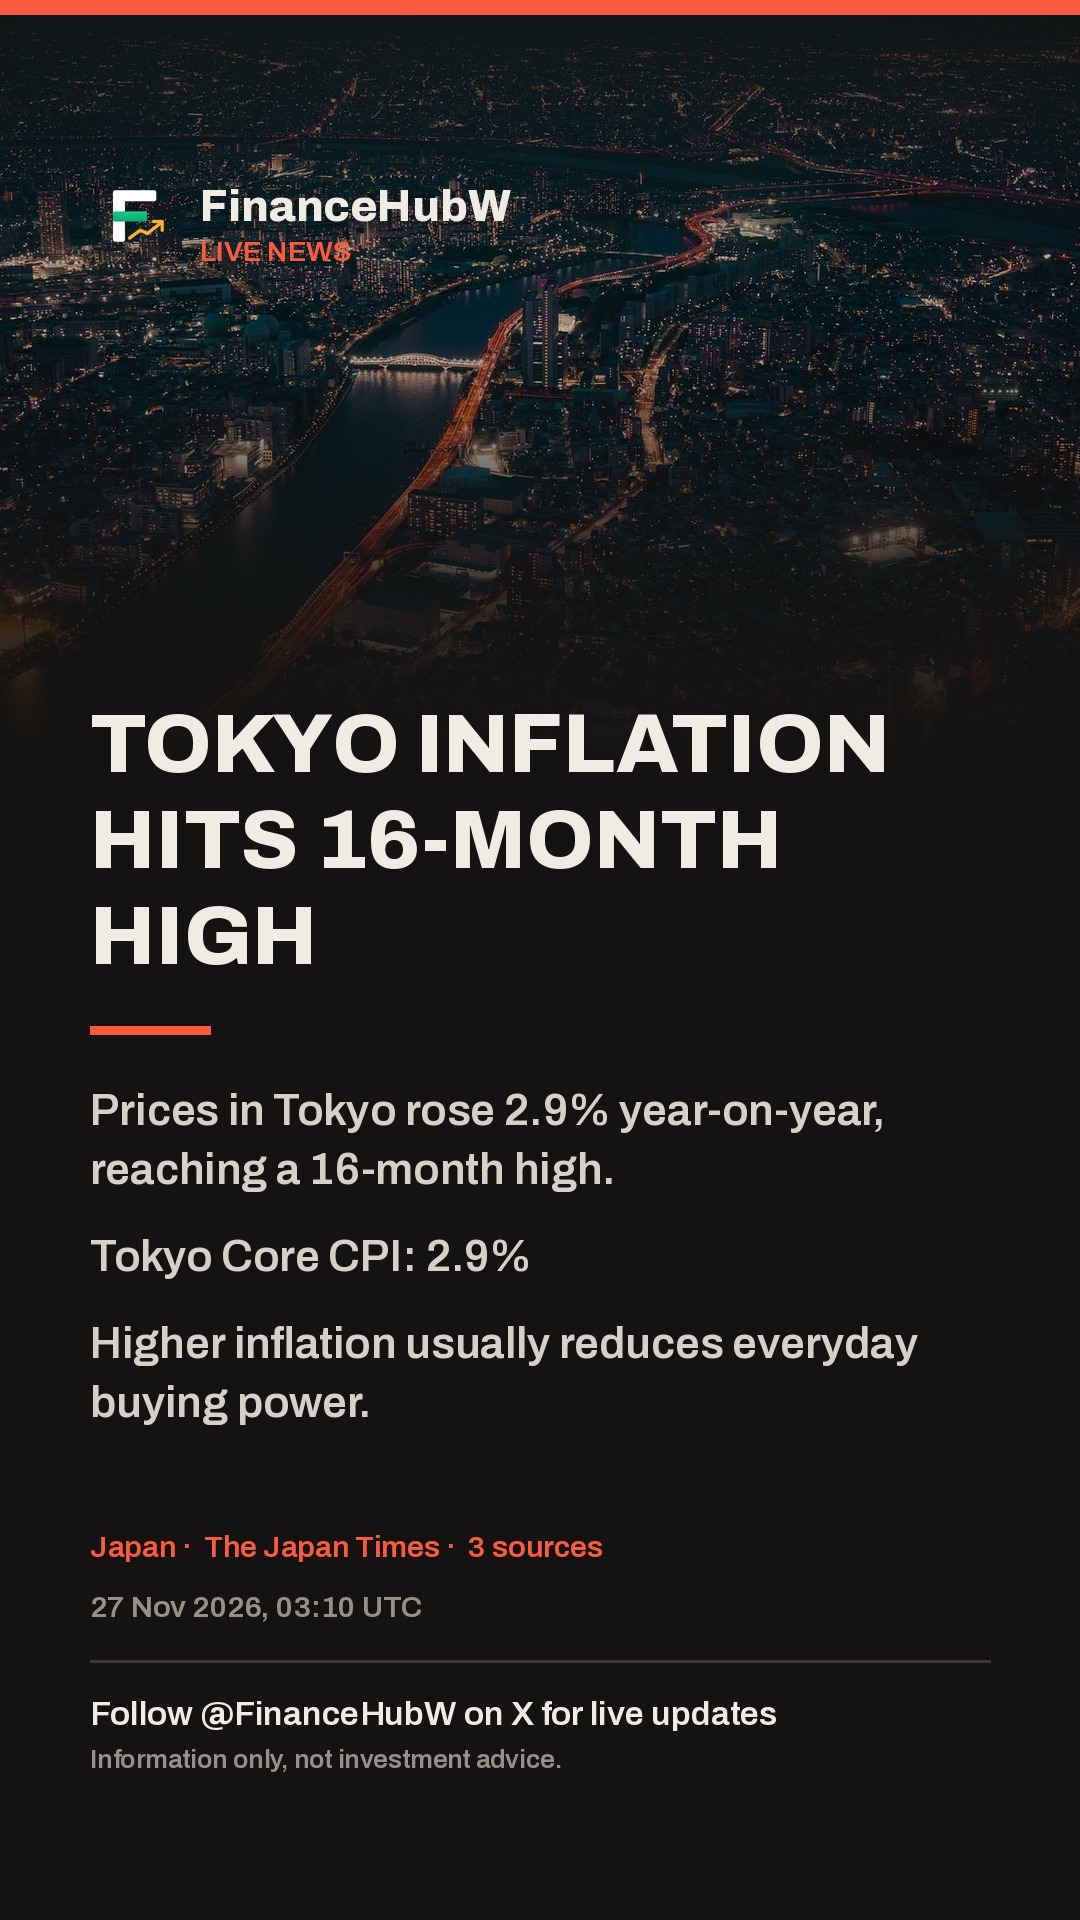 FinanceHubW
LIVE NEWS
TOKYO INFLATION
HITS 16-MONTH
HIGH
Prices in Tokyo rose 2.9% year-on-year,
reaching a 16-month high.
Tokyo Core CPI: 2.9%
Higher inflation usually reduces everyday
buying power.
Japan · The Japan Times · 3 sources
27 Nov 2026, 03:10 UTC
Follow @FinanceHubW on X for live updates
Information only, not investment advice.